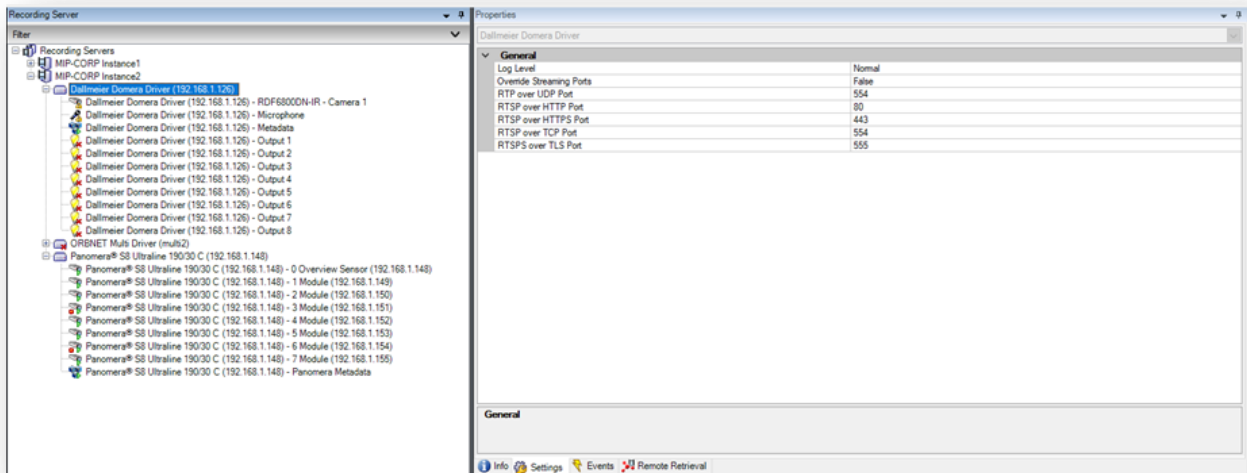 Recording Server
Filter
Recording Servers
MIP-CORP Instance1
MIP-CORP Instance2
Dallmeier Domera Driver (192.168.1.126)
Dallmeier Domera Driver (192.168.1.126) - RDF6800DN-IR - Camera 1
Dallmeier Domera Driver (192.168.1.126) - Microphone
Dallmeier Domera Driver (192.168.1.126) - Metadata
Dallmeier Domera Driver (192.168.1.126) - Output 1
Dallmeier Domera Driver (192.168.1.126) - Output 2
Dallmeier Domera Driver (192.168.1.126) - Output 3
Dallmeier Domera Driver (192.168.1.126) - Output 4
Dallmeier Domera Driver (192.168.1.126) - Output 5
Dallmeier Domera Driver (192.168.1.126) - Output 6
Dallmeier Domera Driver (192.168.1.126) - Output 7
Dallmeier Domera Driver (192.168.1.126) - Output 8
ORBNET Multi Driver (multi2)
Panomera® S8 Ultraline 190/30 C (192.168.1.148)
Panomera® S8 Ultraline 190/30 C (192.168.1.148) - 0 Overview Sensor (192.168.1.148)
Panomera® S8 Ultraline 190/30 C (192.168.1.148) - 1 Module (192.168.1.149)
Panomera® S8 Ultraline 190/30 C (192.168.1.148) - 2 Module (192.168.1.150)
Panomera® S8 Ultraline 190/30 C (192.168.1.148) - 3 Module (192.168.1.151)
Panomera® S8 Ultraline 190/30 C (192.168.1.148) - 4 Module (192.168.1.152)
Panomera® S8 Ultraline 190/30 C (192.168.1.148) - 5 Module (192.168.1.153)
Panomera® S8 Ultraline 190/30 C (192.168.1.148) - 6 Module (192.168.1.154)
Panomera® S8 Ultraline 190/30 C (192.168.1.148) - 7 Module (192.168.1.155)
Panomera® S8 Ultraline 190/30 C (192.168.1.148) - Panomera Metadata
Properties
Dallmeier Domera Driver
General
Log Level Normal
Override Streaming Ports False
RTP over UDP Port 554
RTSP over HTTP Port 80
RTSP over HTTPS Port 443
RTSP over TCP Port 554
RTSPS over TLS Port 555
General
Info Settings Events Remote Retrieval